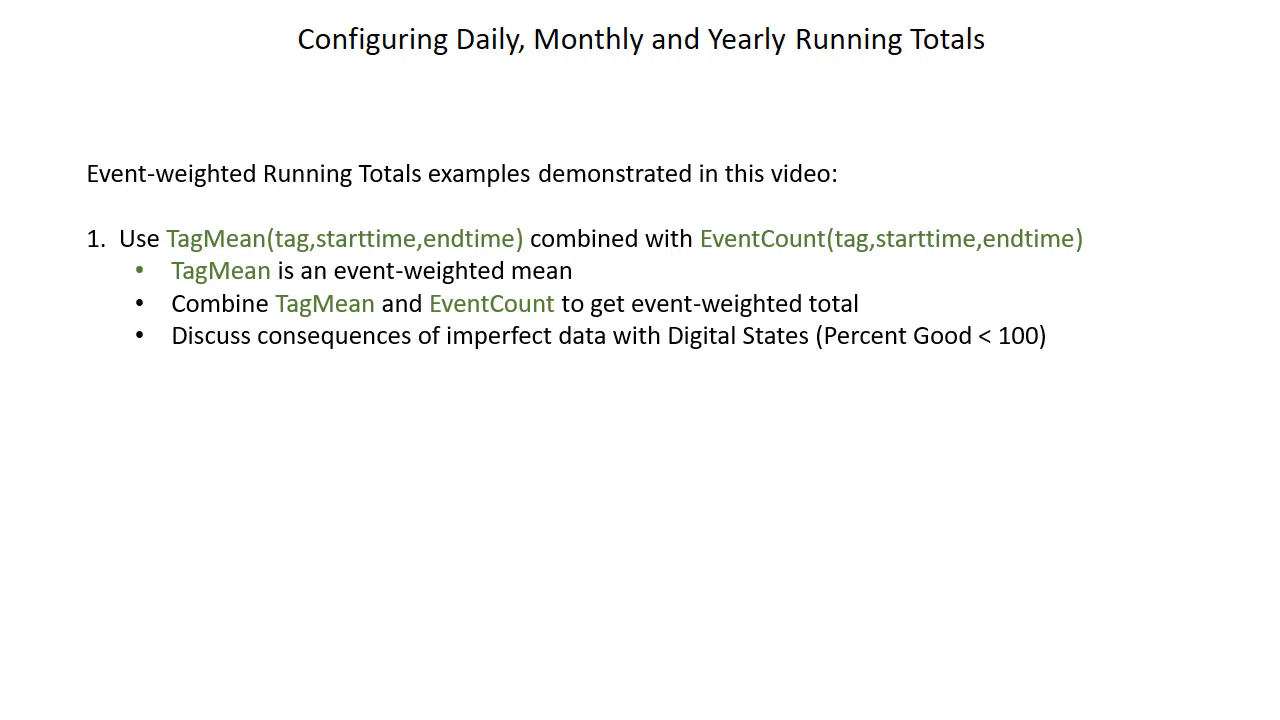 Configuring Daily, Monthly and Yearly Running Totals
Event-weighted Running Totals examples demonstrated in this video:
1. Use TagMean(tag,starttime,endtime) combined with EventCount(tag,starttime,endtime)
• TagMean is an event-weighted mean
• Combine TagMean and EventCount to get event-weighted total
• Discuss consequences of imperfect data with Digital States (Percent Good < 100)